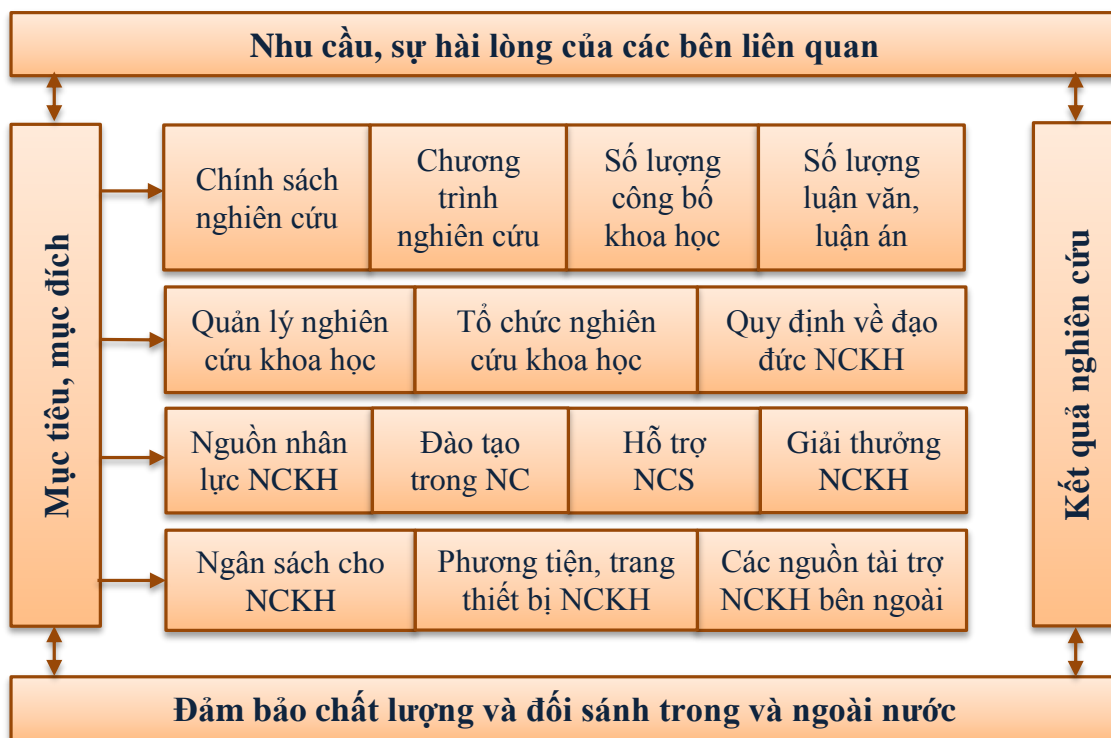 Nhu cầu, sự hài lòng của các bên liên quan
Mục tiêu, mục đích
Chính sách
nghiên cứu
Chương
trình
nghiên cứu
Số lượng
công bố
khoa học
Số lượng
luận văn,
luận án
Quản lý nghiên
cứu khoa học
Tổ chức nghiên
cứu khoa học
Quy định về đạo
đức NCKH
Nguồn nhân
lực NCKH
Đào tạo
trong NC
Hỗ trợ
NCS
Giải thưởng
NCKH
Ngân sách cho
NCKH
Phương tiện, trang
thiết bị NCKH
Các nguồn tài trợ
NCKH bên ngoài
Kết quả nghiên cứu
Đảm bảo chất lượng và đối sánh trong và ngoài nước